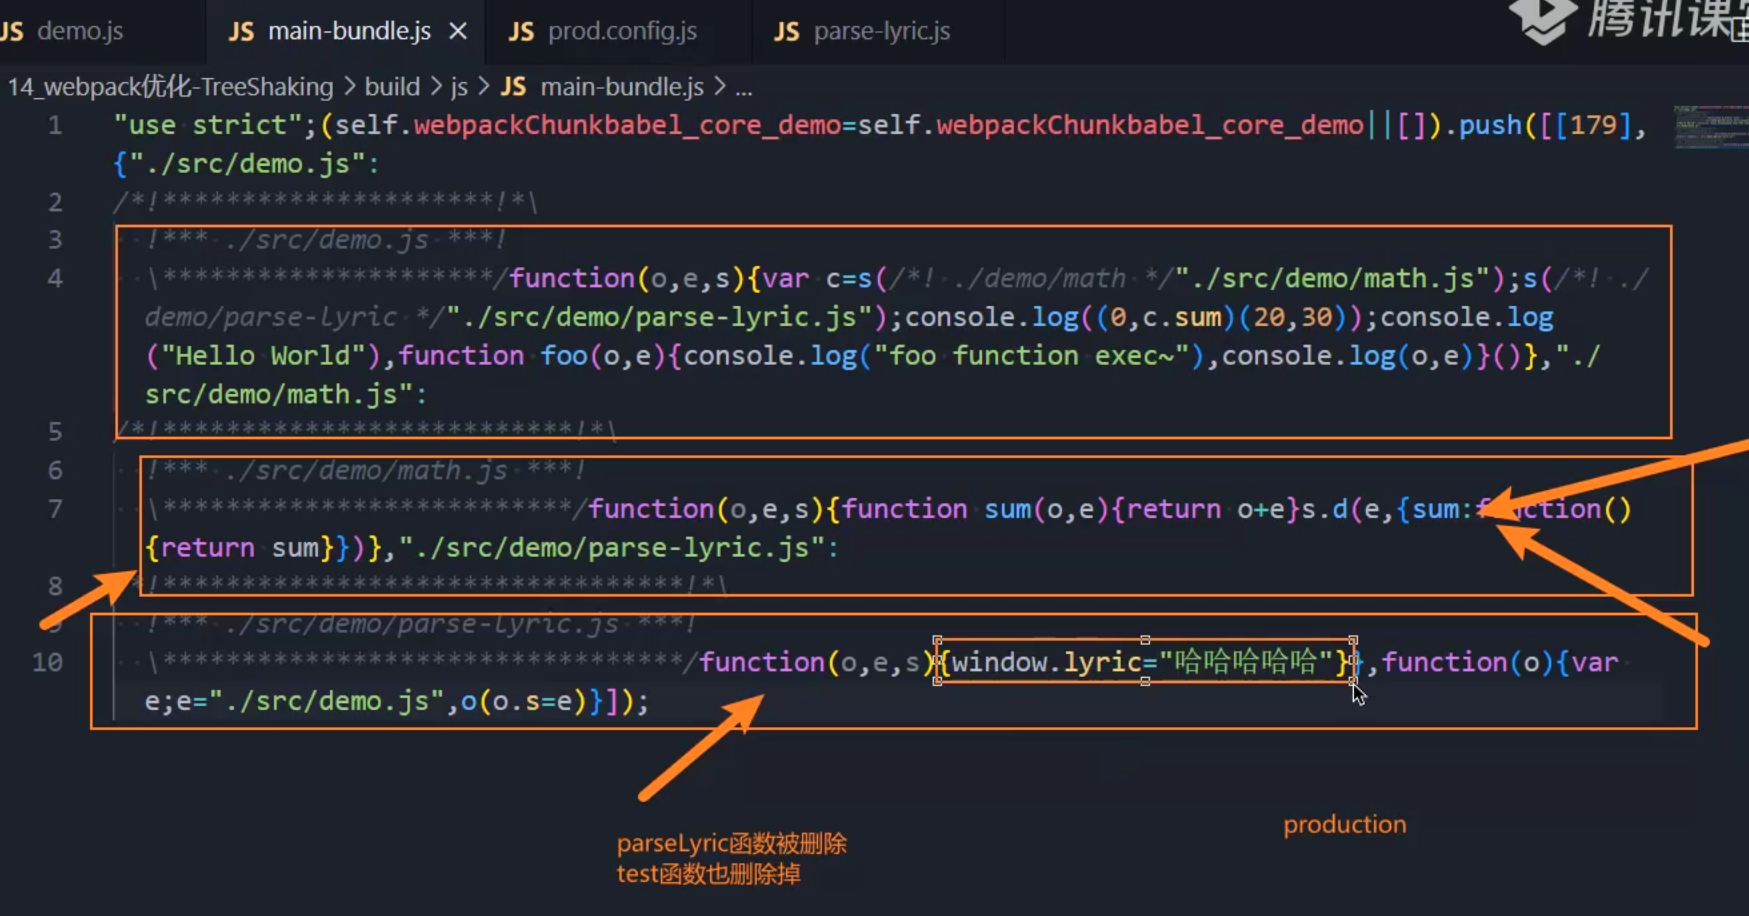 JS demo.js JS main-bundle.js × JS prod.config.js JS parse-lyric.js 腾讯课
14_webpack优化-TreeShaking > build > js > JS main-bundle.js > ...
1 "use strict";(self.webpackChunkbabel_core_demo=self.webpackChunkbabel_core_demo||[]).push([[179],
{"./src/demo.js":
2 /*!*********************!*\
3 !*** ./src/demo.js ***!
4 \*********************/function(o,e,s){var c=s(/*! ./demo/math */"./src/demo/math.js");s(/*! ./
demo/parse-lyric */"./src/demo/parse-lyric.js");console.log((0,c.sum)(20,30));console.log
("Hello World"),function foo(o,e){console.log("foo function exec~"),console.log(o,e)}()},"./
src/demo/math.js":
5 /*!**************************!*\
6 !*** ./src/demo/math.js ***!
7 \**************************/function(o,e,s){function sum(o,e){return o+e}s.d(e,{sum:function()
{return sum}})},"./src/demo/parse-lyric.js":
8 *!*********************************!*\
9 !*** ./src/demo/parse-lyric.js ***!
10 \*********************************/function(o,e,s){window.lyric="哈哈哈哈哈"},function(o){var
e;e="./src/demo.js",o(o.s=e)}]);
parseLyric函数被删除
test函数也删除掉
production